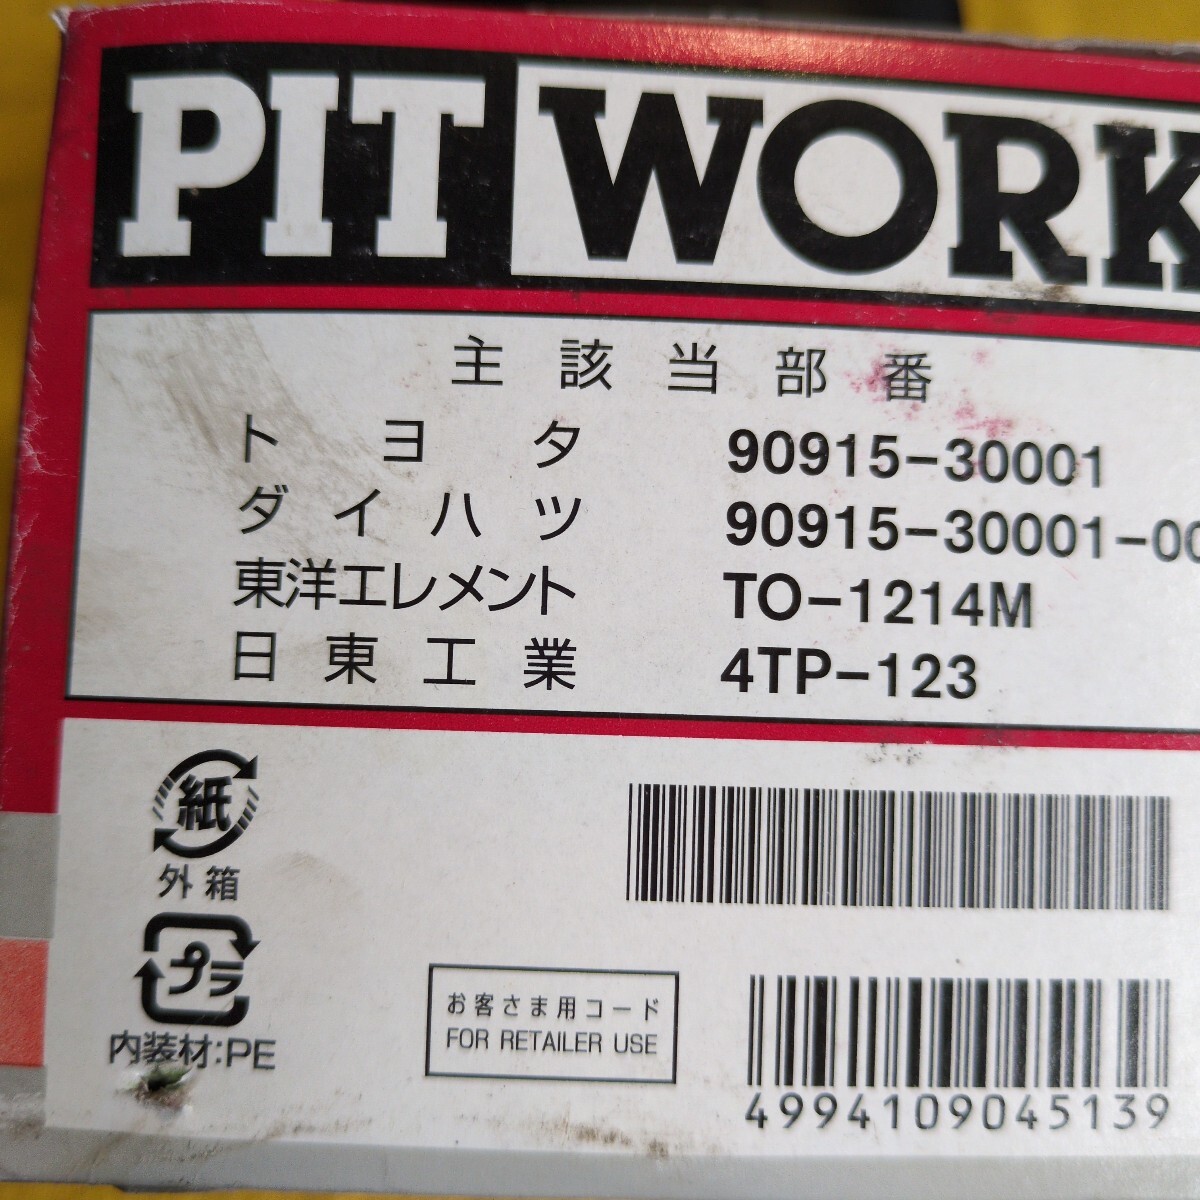 PIT WORK
主該当部番
トヨタ 90915-30001
ダイハツ 90915-30001-00
東洋エレメント TO-1214M
日東工業 4TP-123
紙
外箱
プラ
内装材:PE
お客さま用コード
FOR RETAILER USE
4994109045139